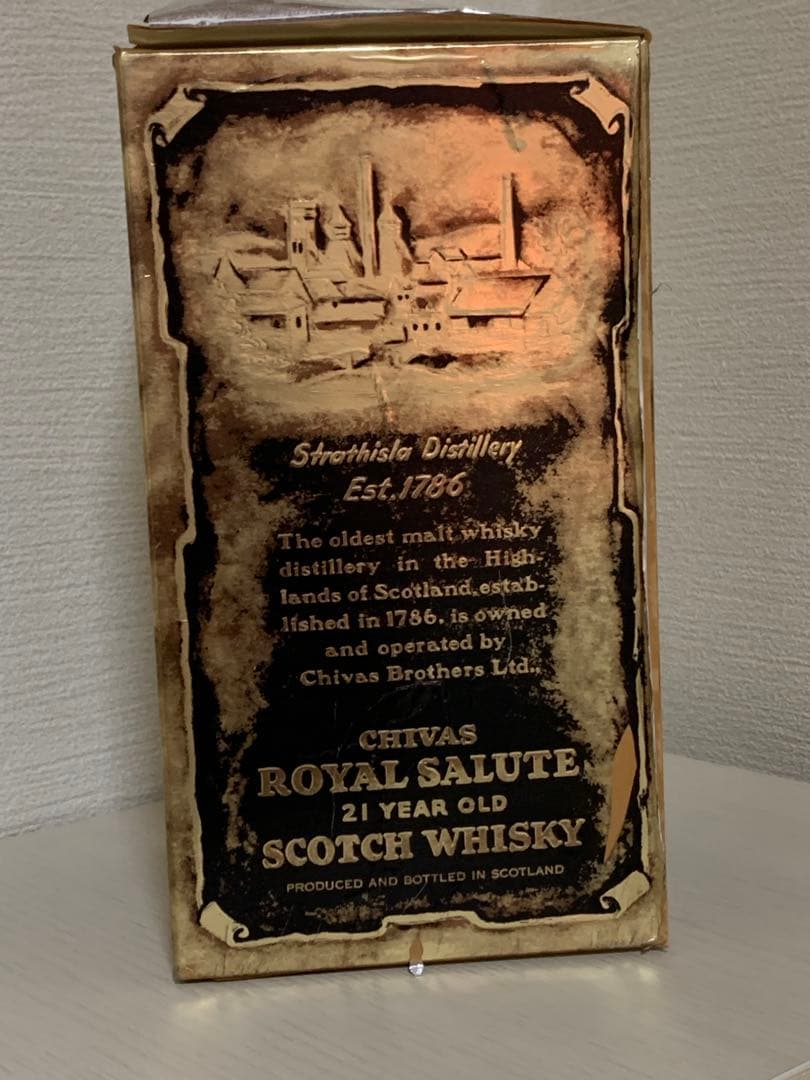 Strathisla Distillery
Est. 1786
The oldest malt whisky
distillery in the High-
lands of Scotland, estab-
lished in 1786, is owned
and operated by
Chivas Brothers Ltd.,
CHIVAS
ROYAL SALUTE
21 YEAR OLD
SCOTCH WHISKY
PRODUCED AND BOTTLED IN SCOTLAND